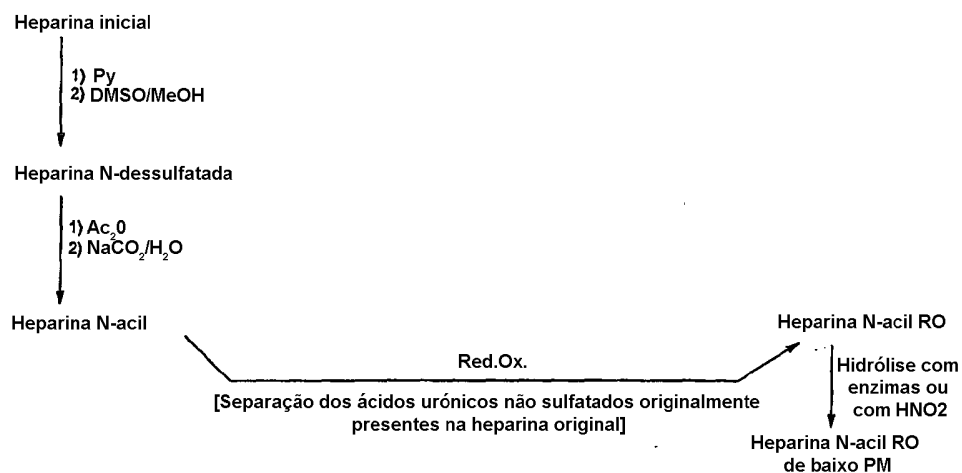 Heparina inicial
1) Py
2) DMSO/MeOH
Heparina N-dessulfatada
1) Ac₂0
2) NaCO₂/H₂O
Heparina N-acil
Red.Ox.
[Separação dos ácidos urónicos não sulfatados originalmente
presentes na heparina original]
Heparina N-acil RO
Hidrólise com
enzimas ou
com HNO2
Heparina N-acil RO
de baixo PM